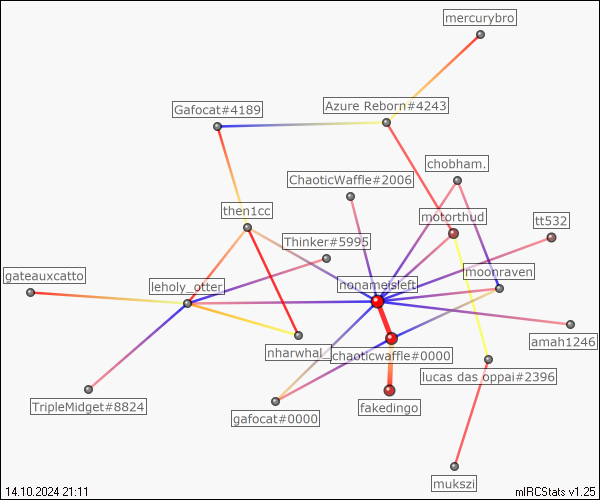 mercurybro
Gafocat#4189
Azure Reborn#4243
chobham.
ChaoticWaffle#2006
then1cc
motorthud
tt532
Thinker#5995
gateauxcatto
leholy_otter
nonameisleft
moonraven
nharwhal_
chaoticwaffle#0000
amah1246
lucas das oppai#2396
TripleMidget#8824
gafocat#0000
fakedingo
mukszi
14.10.2024 21:11
mIRCStats v1.25